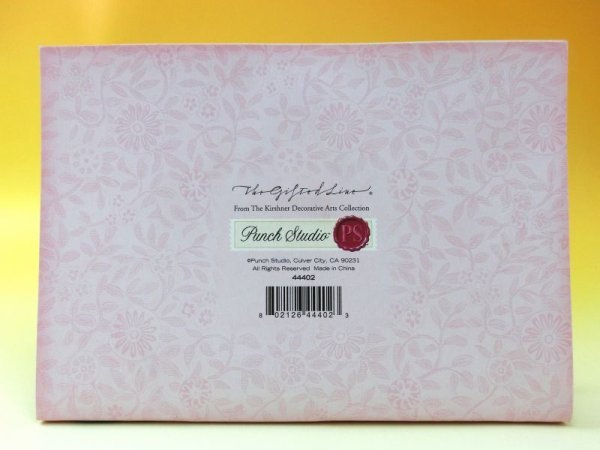 The Gifted Line®
From The Kirshner Decorative Arts Collection
Punch Studio PS
©Punch Studio, Culver City, CA 90231
All Rights Reserved Made in China
44402
8 02126 44402 3